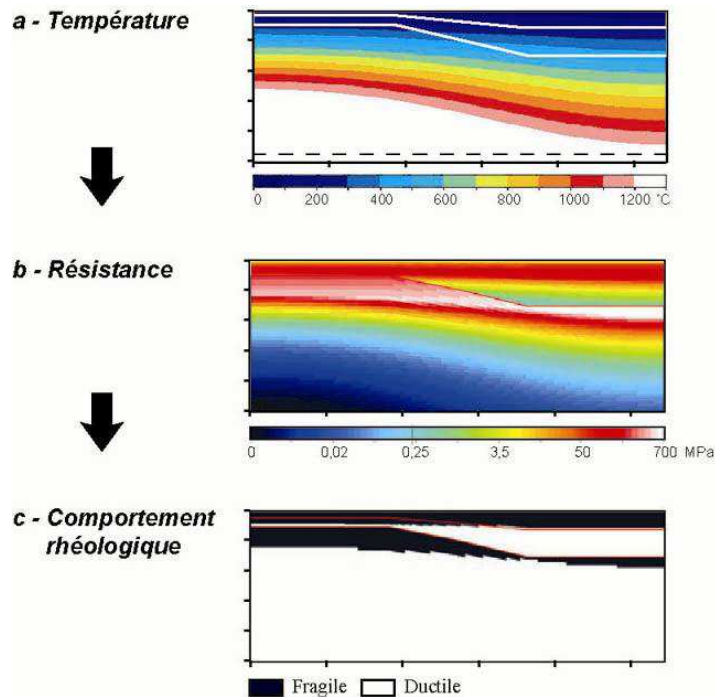 a - Température
0 200 400 600 800 1000 1200 °C
b - Résistance
0 0,02 0,25 3,5 50 700 MPa
c - Comportement
rhéologique
Fragile Ductile